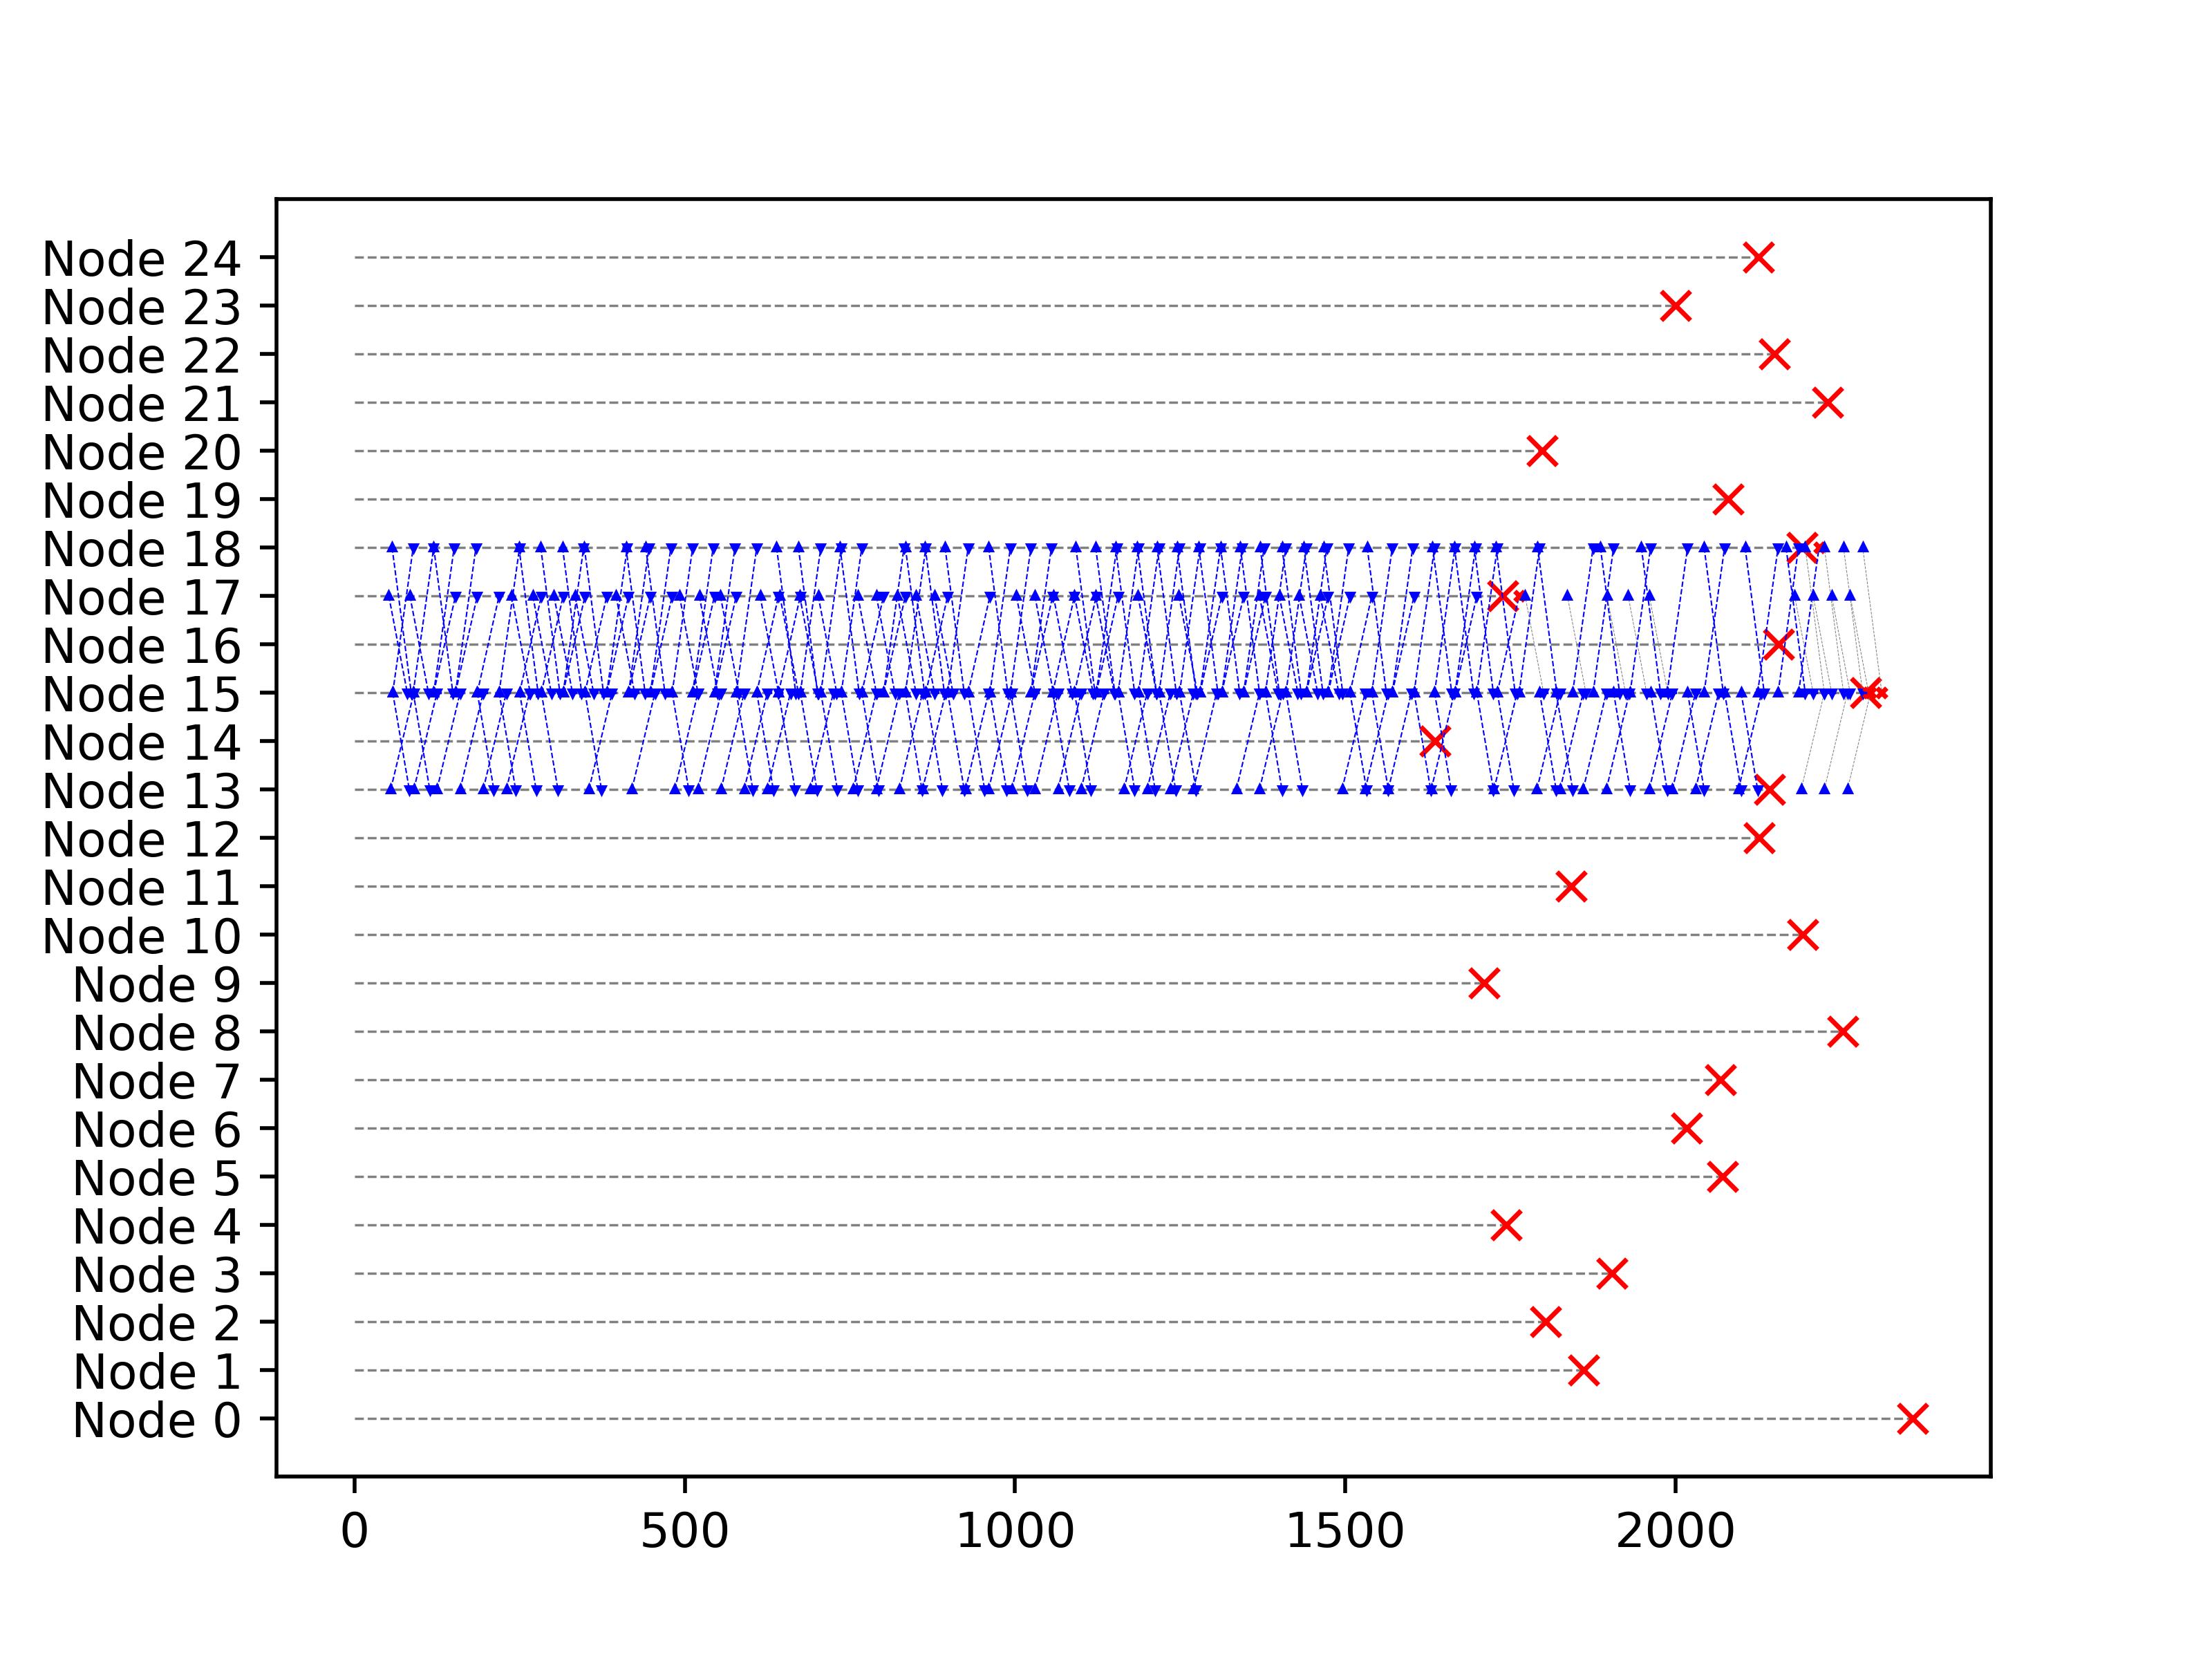 Node 24
Node 23
Node 22
Node 21
Node 20
Node 19
Node 18
Node 17
Node 16
Node 15
Node 14
Node 13
Node 12
Node 11
Node 10
Node 9
Node 8
Node 7
Node 6
Node 5
Node 4
Node 3
Node 2
Node 1
Node 0
0 500 1000 1500 2000